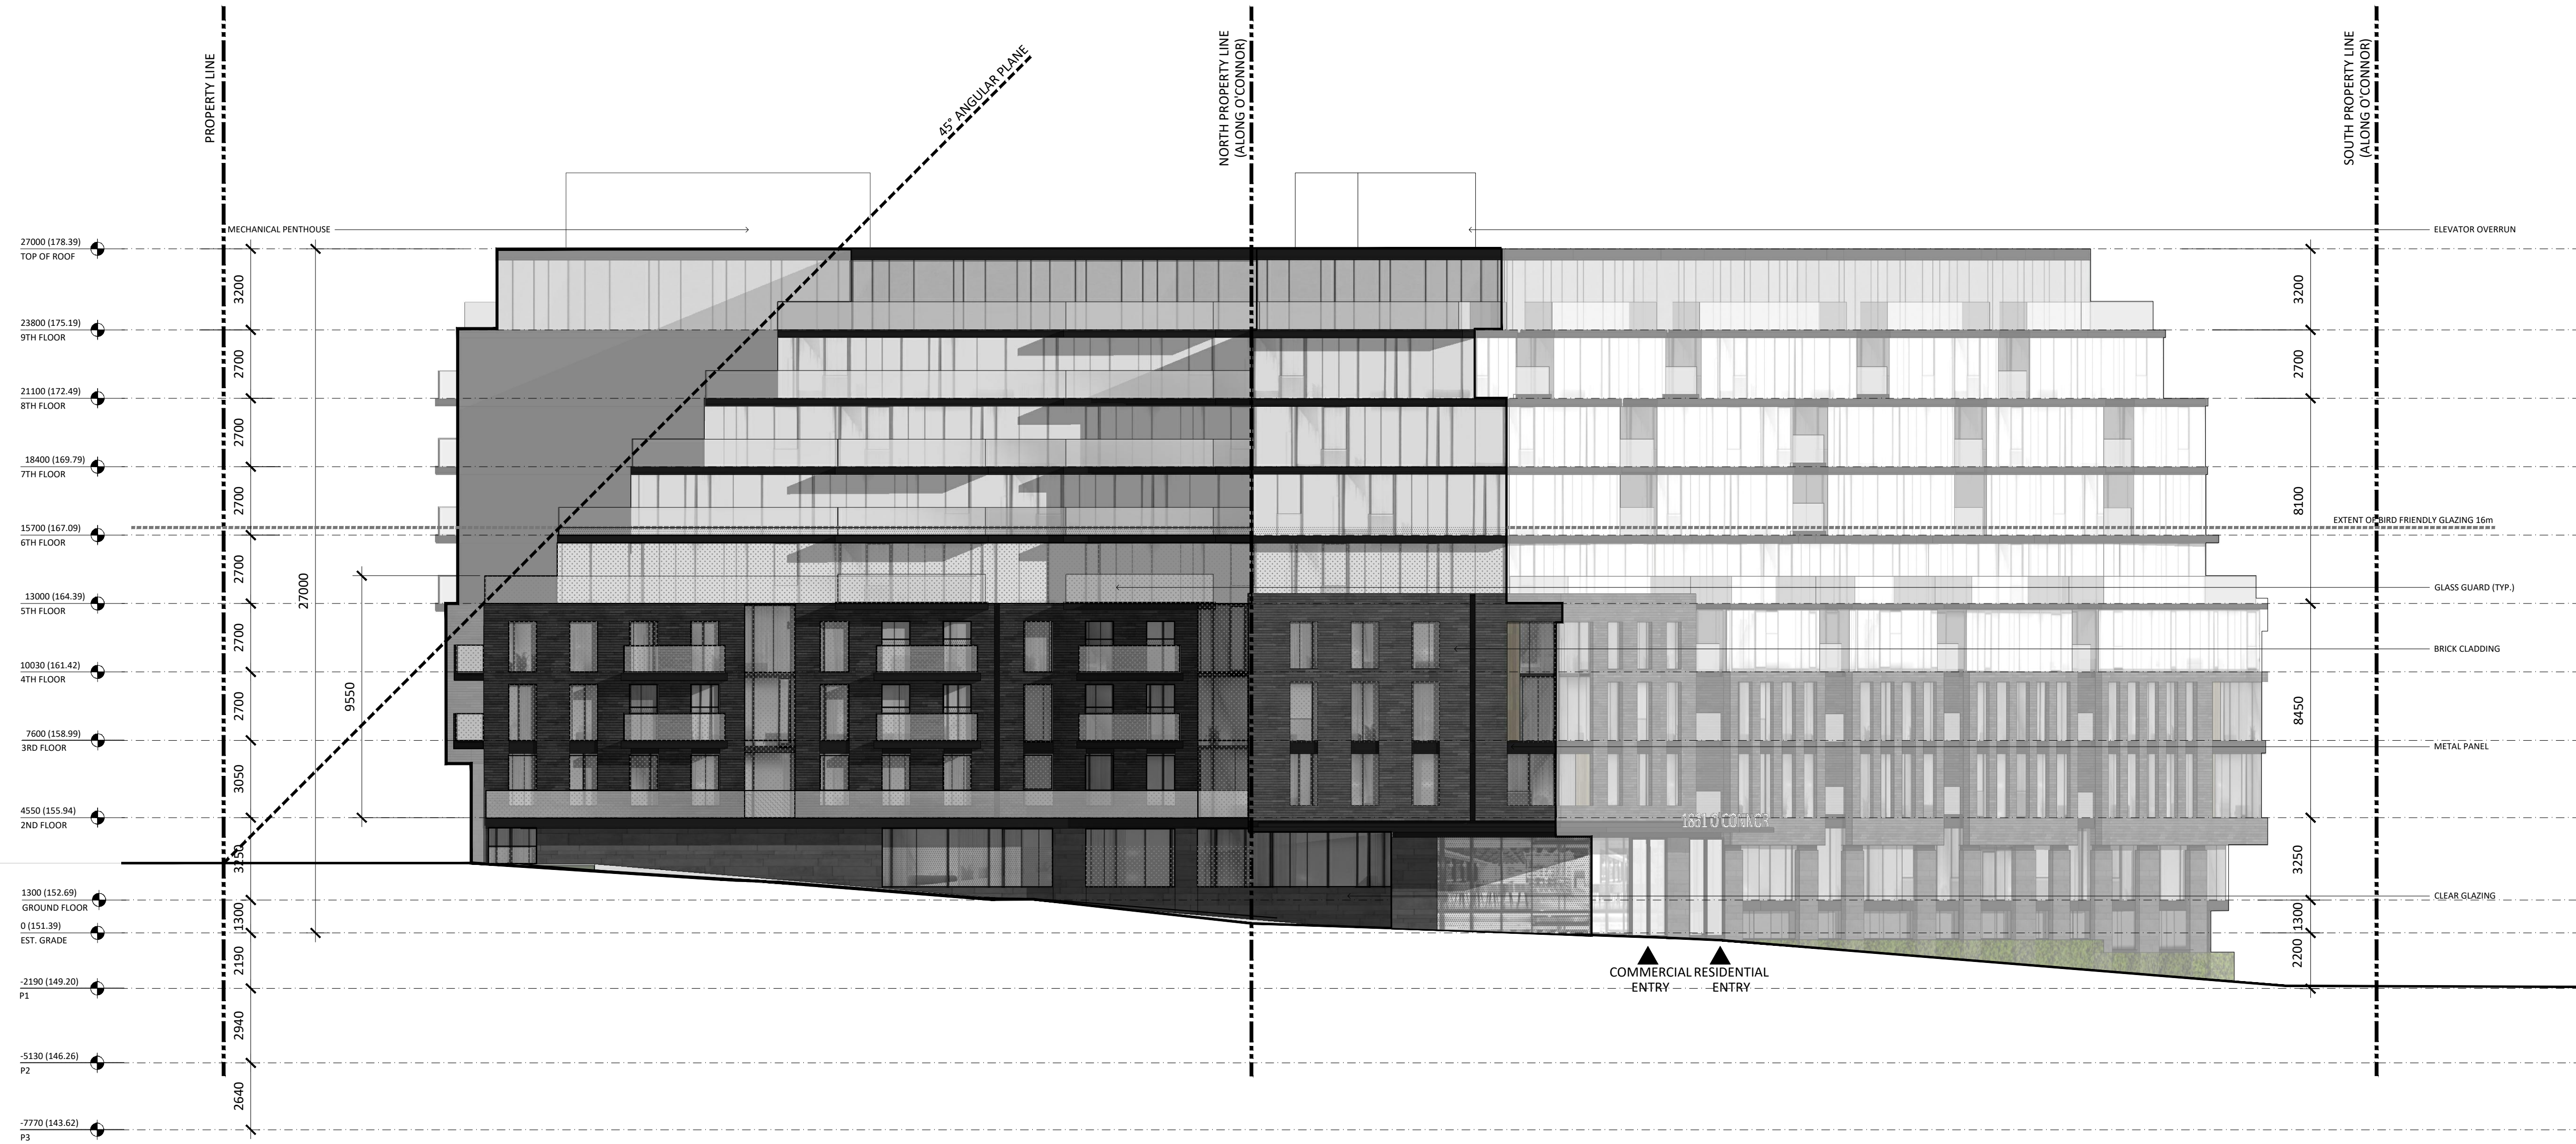 PROPERTY LINE
45° ANGULAR PLANE
NORTH PROPERTY LINE
(ALONG O'CONNOR)
SOUTH PROPERTY LINE
(ALONG O'CONNOR)
MECHANICAL PENTHOUSE
ELEVATOR OVERRUN
27000 (178.39)
TOP OF ROOF
23800 (175.19)
9TH FLOOR
21100 (172.49)
8TH FLOOR
18400 (169.79)
7TH FLOOR
15700 (167.09)
6TH FLOOR
13000 (164.39)
5TH FLOOR
10030 (161.42)
4TH FLOOR
7600 (158.99)
3RD FLOOR
4550 (155.94)
2ND FLOOR
1300 (152.69)
GROUND FLOOR
0 (151.39)
EST. GRADE
-2190 (149.20)
P1
-5130 (146.26)
P2
-7770 (143.62)
P3
3200
2700
2700
2700
2700
2700
2700
3050
3250
1300
2190
2940
2640
27000
9550
1861 O'CONNOR
COMMERCIAL
ENTRY
RESIDENTIAL
ENTRY
3200
2700
8100
8450
3250
1300
2200
EXTENT OF BIRD FRIENDLY GLAZING 16m
GLASS GUARD (TYP.)
BRICK CLADDING
METAL PANEL
CLEAR GLAZING